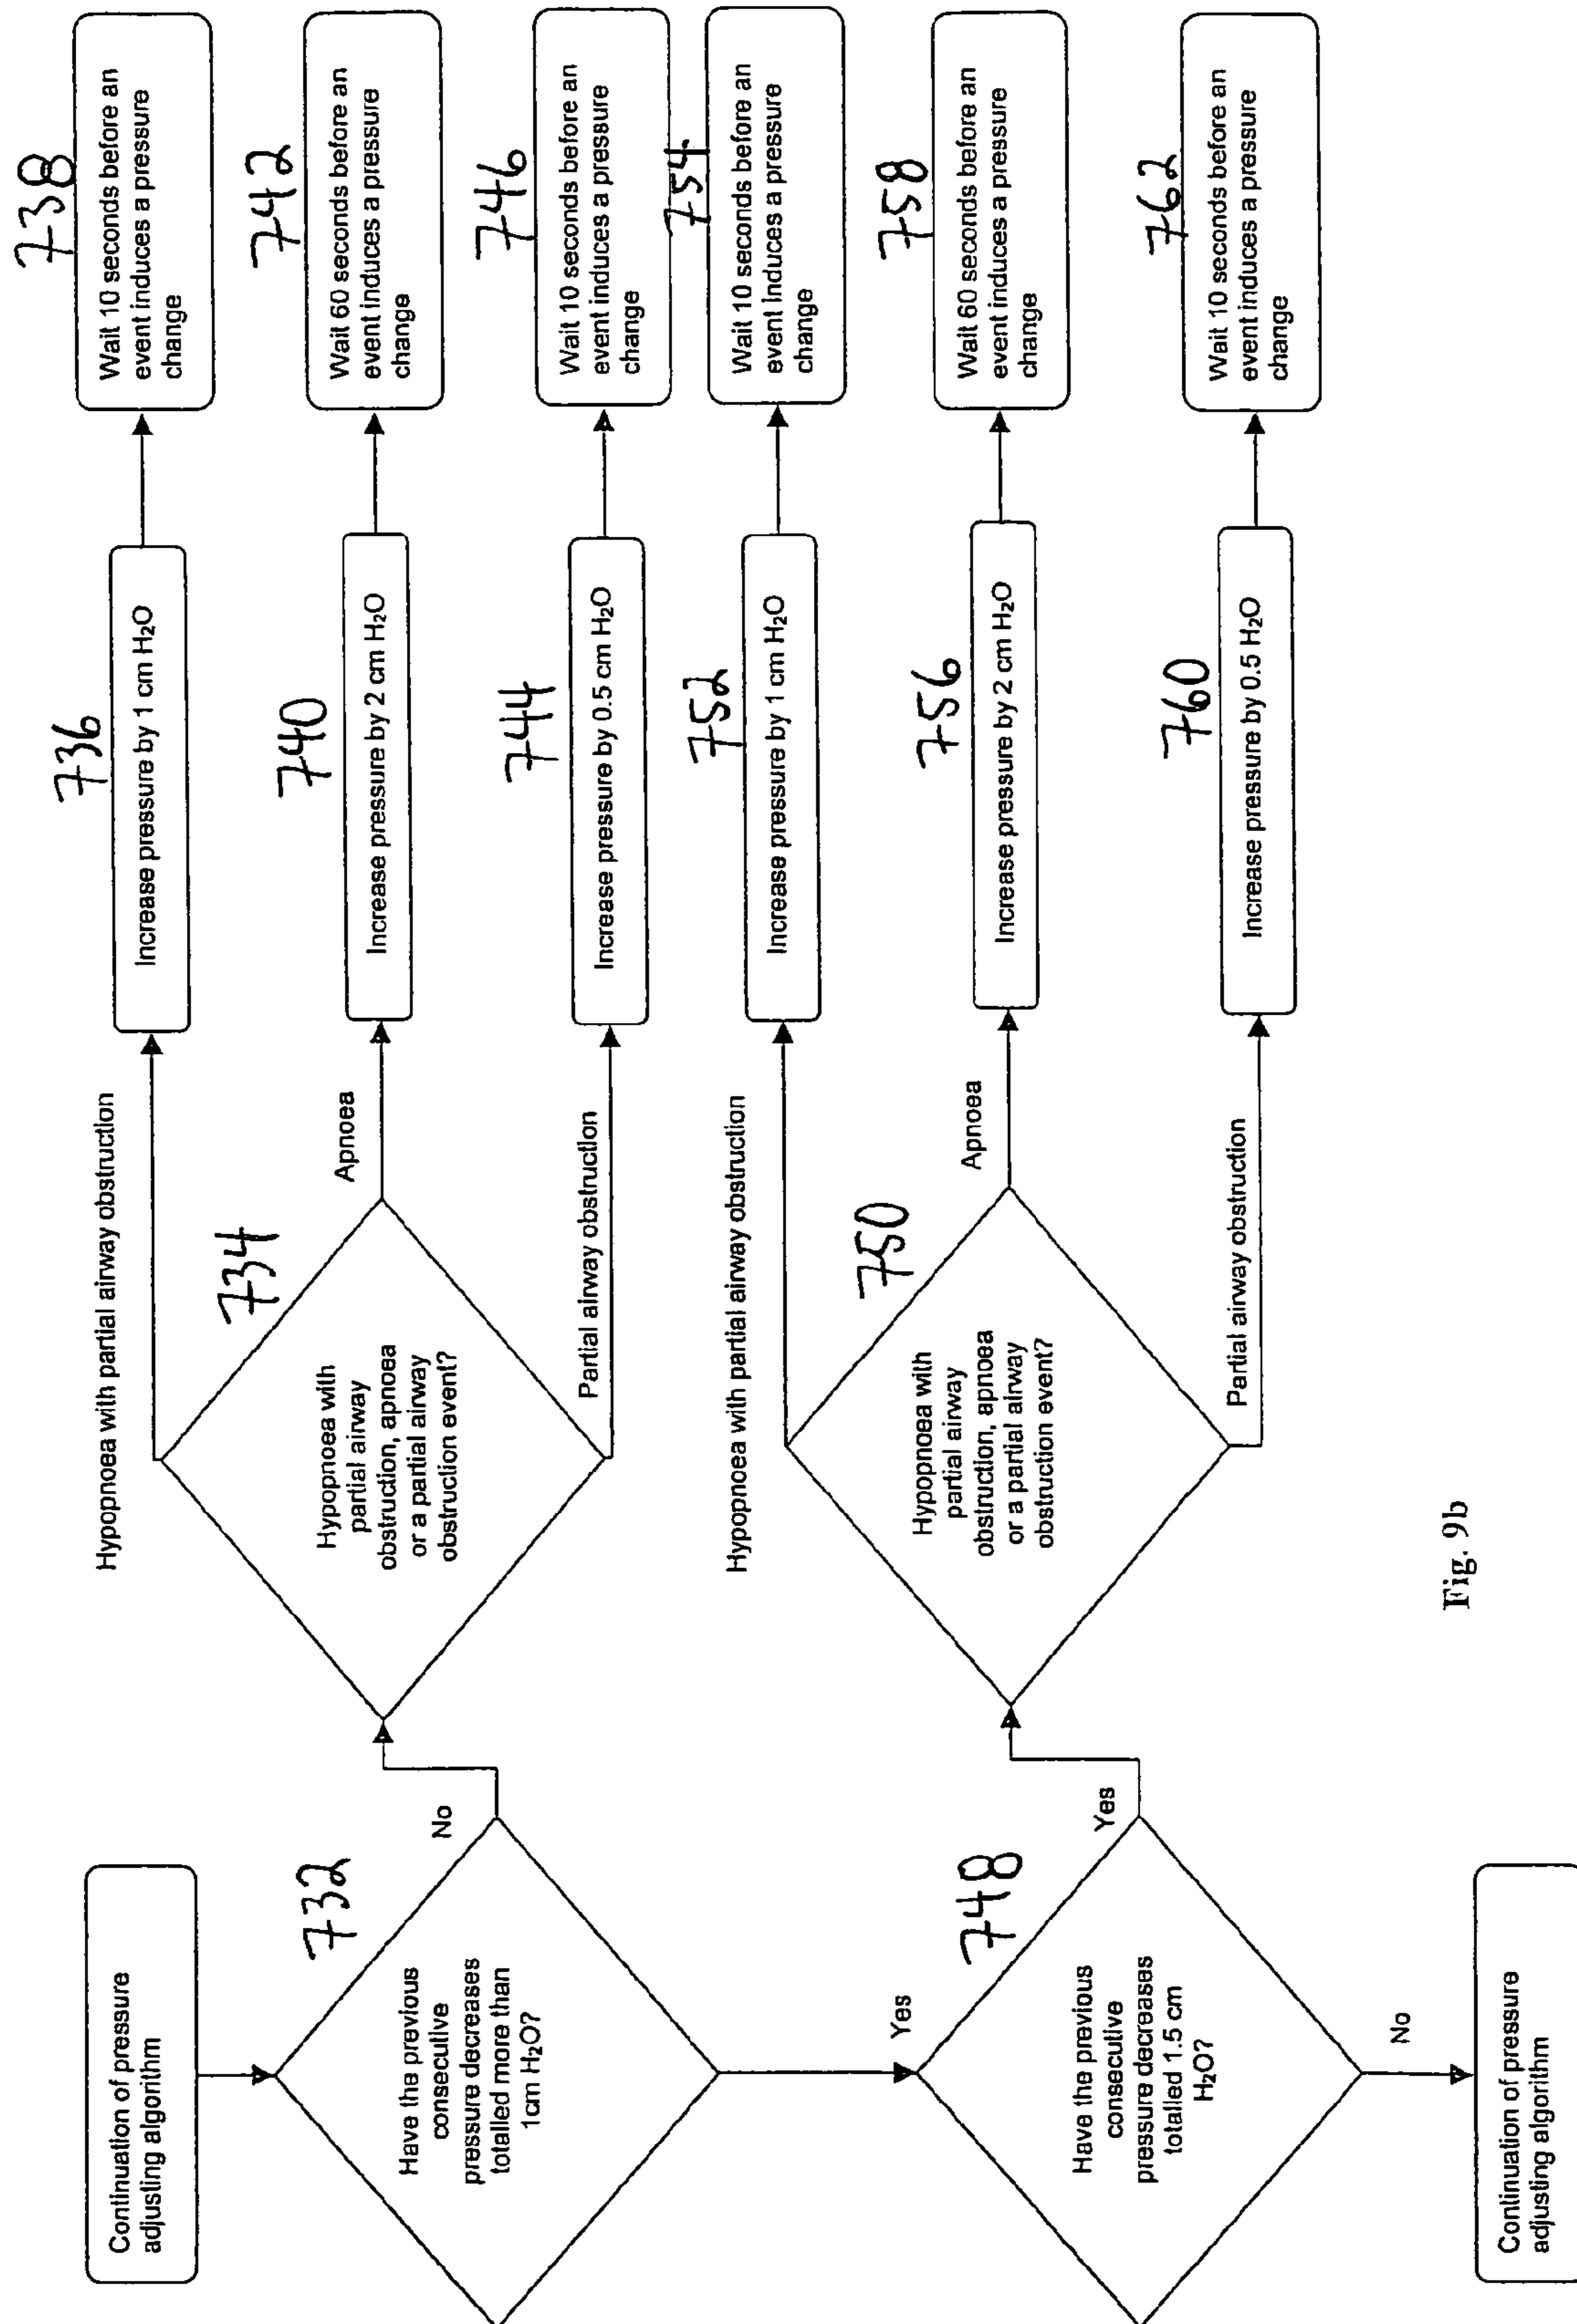 Continuation of pressure
adjusting algorithm
732
Have the previous
consecutive
pressure decreases
totalled more than
1cm H₂O?
No
Yes
734
Hypopnoea with
partial airway
obstruction, apnoea
or a partial airway
obstruction event?
Hypopnoea with partial airway obstruction
736
Increase pressure by 1 cm H₂O
738
Wait 10 seconds before an
event induces a pressure
change
Apnoea
740
Increase pressure by 2 cm H₂O
742
Wait 60 seconds before an
event induces a pressure
change
Partial airway obstruction
744
Increase pressure by 0.5 cm H₂O
746
Wait 10 seconds before an
event induces a pressure
change
748
Have the previous
consecutive
pressure decreases
totalled 1.5 cm
H₂O?
Yes
No
750
Hypopnoea with
partial airway
obstruction, apnoea
or a partial airway
obstruction event?
Hypopnoea with partial airway obstruction
752
Increase pressure by 1 cm H₂O
754
Wait 10 seconds before an
event induces a pressure
change
Apnoea
756
Increase pressure by 2 cm H₂O
758
Wait 60 seconds before an
event induces a pressure
change
Partial airway obstruction
760
Increase pressure by 0.5 H₂O
762
Wait 10 seconds before an
event induces a pressure
change
Continuation of pressure
adjusting algorithm
Fig. 9b